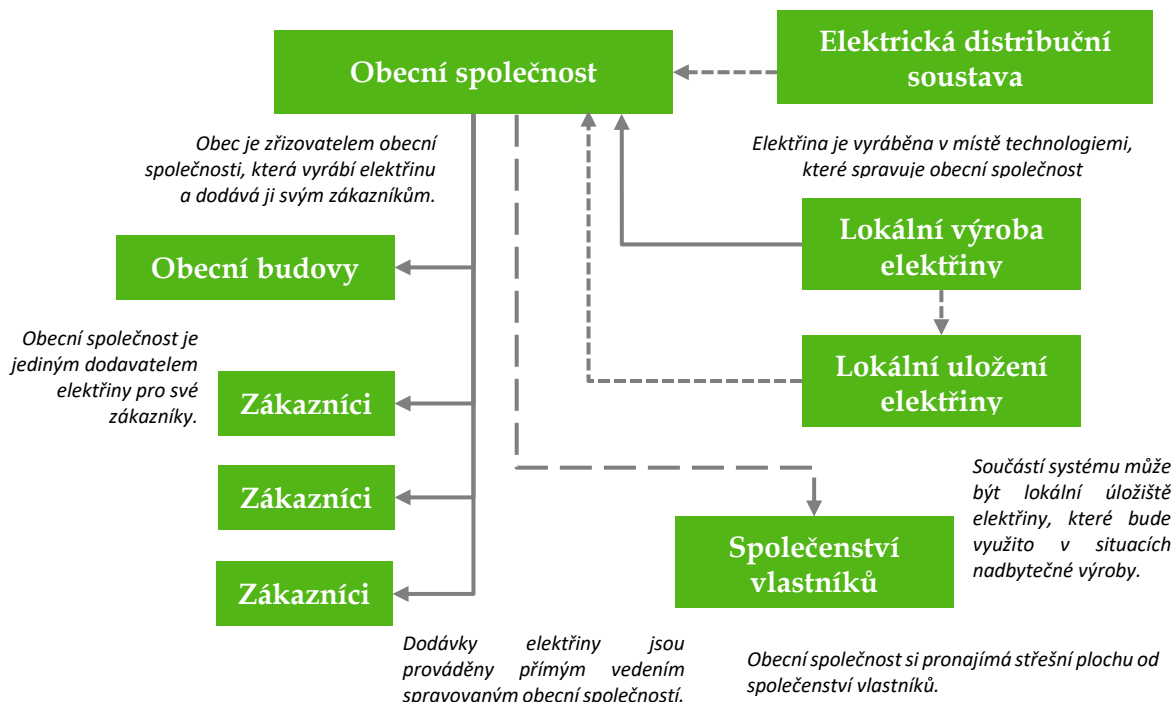 Obecní společnost
Elektrická distribuční
soustava
Obec je zřizovatelem obecní
společnosti, která vyrábí elektřinu
a dodává ji svým zákazníkům.
Elektřina je vyráběna v místě technologiemi,
které spravuje obecní společnost
Lokální výroba
elektřiny
Obecní budovy
Obecní společnost je
jediným dodavatelem
elektřiny pro své
zákazníky.
Lokální uložení
elektřiny
Zákazníci
Zákazníci
Zákazníci
Součástí systému může
být lokální úložiště
elektřiny, které bude
využito v situacích
nadbytečné výroby.
Společenství
vlastníků
Dodávky elektřiny jsou
prováděny přímým vedením
spravovaným obecní společností.
Obecní společnost si pronajímá střešní plochu od
společenství vlastníků.